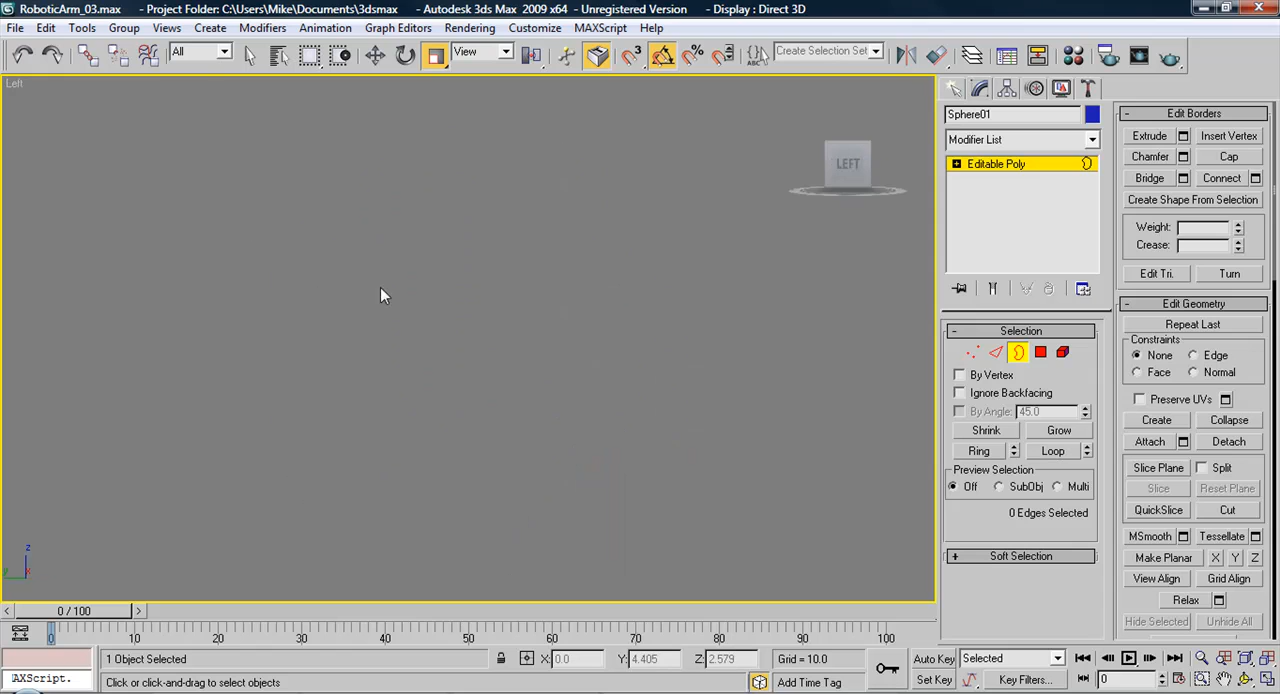 RoboticArm_03.max - Project Folder: C:\Users\Mike\Documents\3dsmax - Autodesk 3ds Max 2009 x64 - Unregistered Version - Display : Direct 3D
File Edit Tools Group Views Create Modifiers Animation Graph Editors Rendering Customize MAXScript Help
All View 3 % ABC Create Selection Set
Left
LEFT
z
y x
Sphere01
Modifier List
Editable Poly
Selection
By Vertex
Ignore Backfacing
By Angle: 45.0
Shrink Grow
Ring Loop
Preview Selection
Off SubObj Multi
0 Edges Selected
Soft Selection
Edit Borders
Extrude Insert Vertex
Chamfer Cap
Bridge Connect
Create Shape From Selection
Weight:
Crease:
Edit Tri. Turn
Edit Geometry
Repeat Last
Constraints
None Edge
Face Normal
Preserve UVs
Create Collapse
Attach Detach
Slice Plane Split
Slice Reset Plane
QuickSlice Cut
MSmooth Tessellate
Make Planar X Y Z
View Align Grid Align
Relax
Hide Selected Unhide All
0 / 100
0 10 20 30 40 50 60 70 80 90 100
1 Object Selected X: 0.0 Y: 4.405 Z: 2.579 Grid = 10.0 Auto Key Selected
AXScript. Click or click-and-drag to select objects Add Time Tag Set Key Key Filters... 0